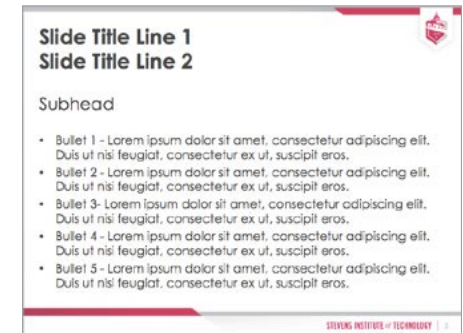 Slide Title Line 1
Slide Title Line 2
Subhead
• Bullet 1 - Lorem ipsum dolor sit amet, consectetur adipiscing elit.
Duis ut nisi feugiat, consectetur ex ut, suscipit eros.
• Bullet 2 - Lorem ipsum dolor sit amet, consectetur adipiscing elit.
Duis ut nisi feugiat, consectetur ex ut, suscipit eros.
• Bullet 3- Lorem ipsum dolor sit amet, consectetur adipiscing elit.
Duis ut nisi feugiat, consectetur ex ut, suscipit eros.
• Bullet 4 - Lorem ipsum dolor sit amet, consectetur adipiscing elit.
Duis ut nisi feugiat, consectetur ex ut, suscipit eros.
• Bullet 5 - Lorem ipsum dolor sit amet, consectetur adipiscing elit.
Duis ut nisi feugiat, consectetur ex ut, suscipit eros.
STEVENS INSTITUTE of TECHNOLOGY